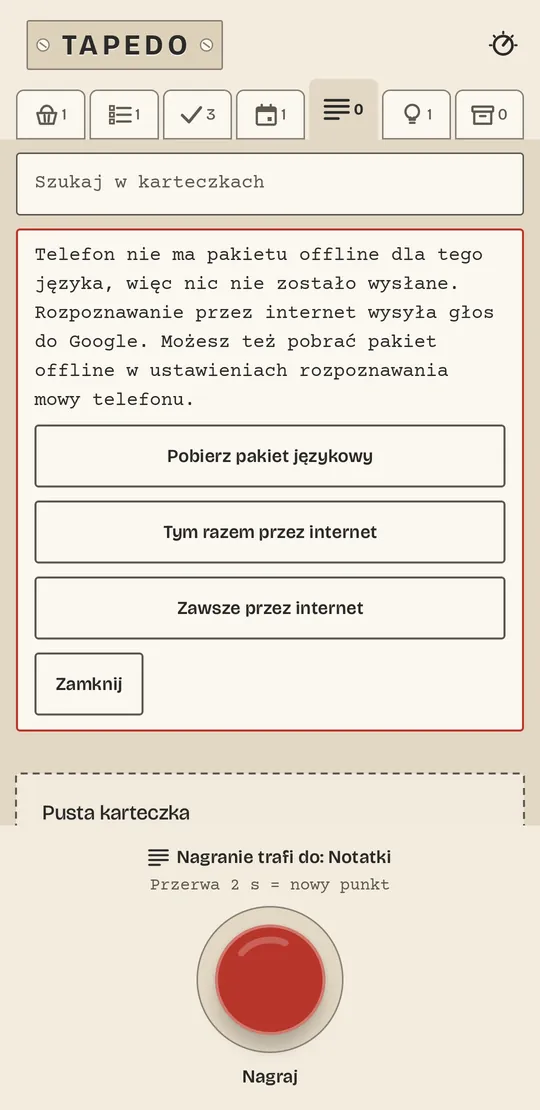 TAPEDO
1
1
3
1
0
1
0
Szukaj w karteczkach
Telefon nie ma pakietu offline dla tego
języka, więc nic nie zostało wysłane.
Rozpoznawanie przez internet wysyła głos
do Google. Możesz też pobrać pakiet
offline w ustawieniach rozpoznawania
mowy telefonu.
Pobierz pakiet językowy
Tym razem przez internet
Zawsze przez internet
Zamknij
Pusta karteczka
Nagranie trafi do: Notatki
Przerwa 2 s = nowy punkt
Nagraj